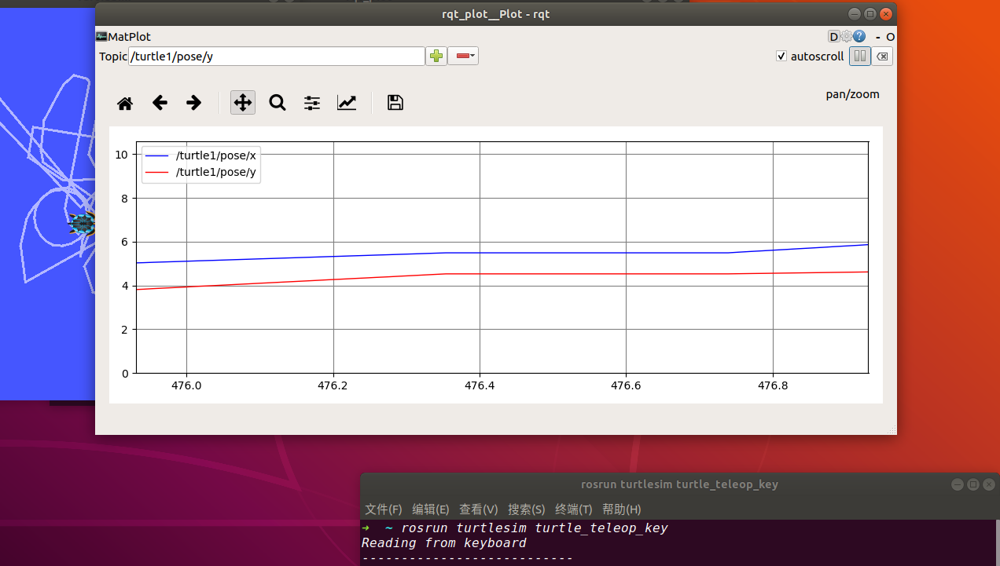 rqt_plot__Plot - rqt
MatPlot D ? - O
Topic /turtle1/pose/y autoscroll
pan/zoom
/turtle1/pose/x
/turtle1/pose/y
10
8
6
4
2
0
476.0 476.2 476.4 476.6 476.8
rosrun turtlesim turtle_teleop_key
文件(F) 编辑(E) 查看(V) 搜索(S) 终端(T) 帮助(H)
➜ ~ rosrun turtlesim turtle_teleop_key
Reading from keyboard
---------------------------